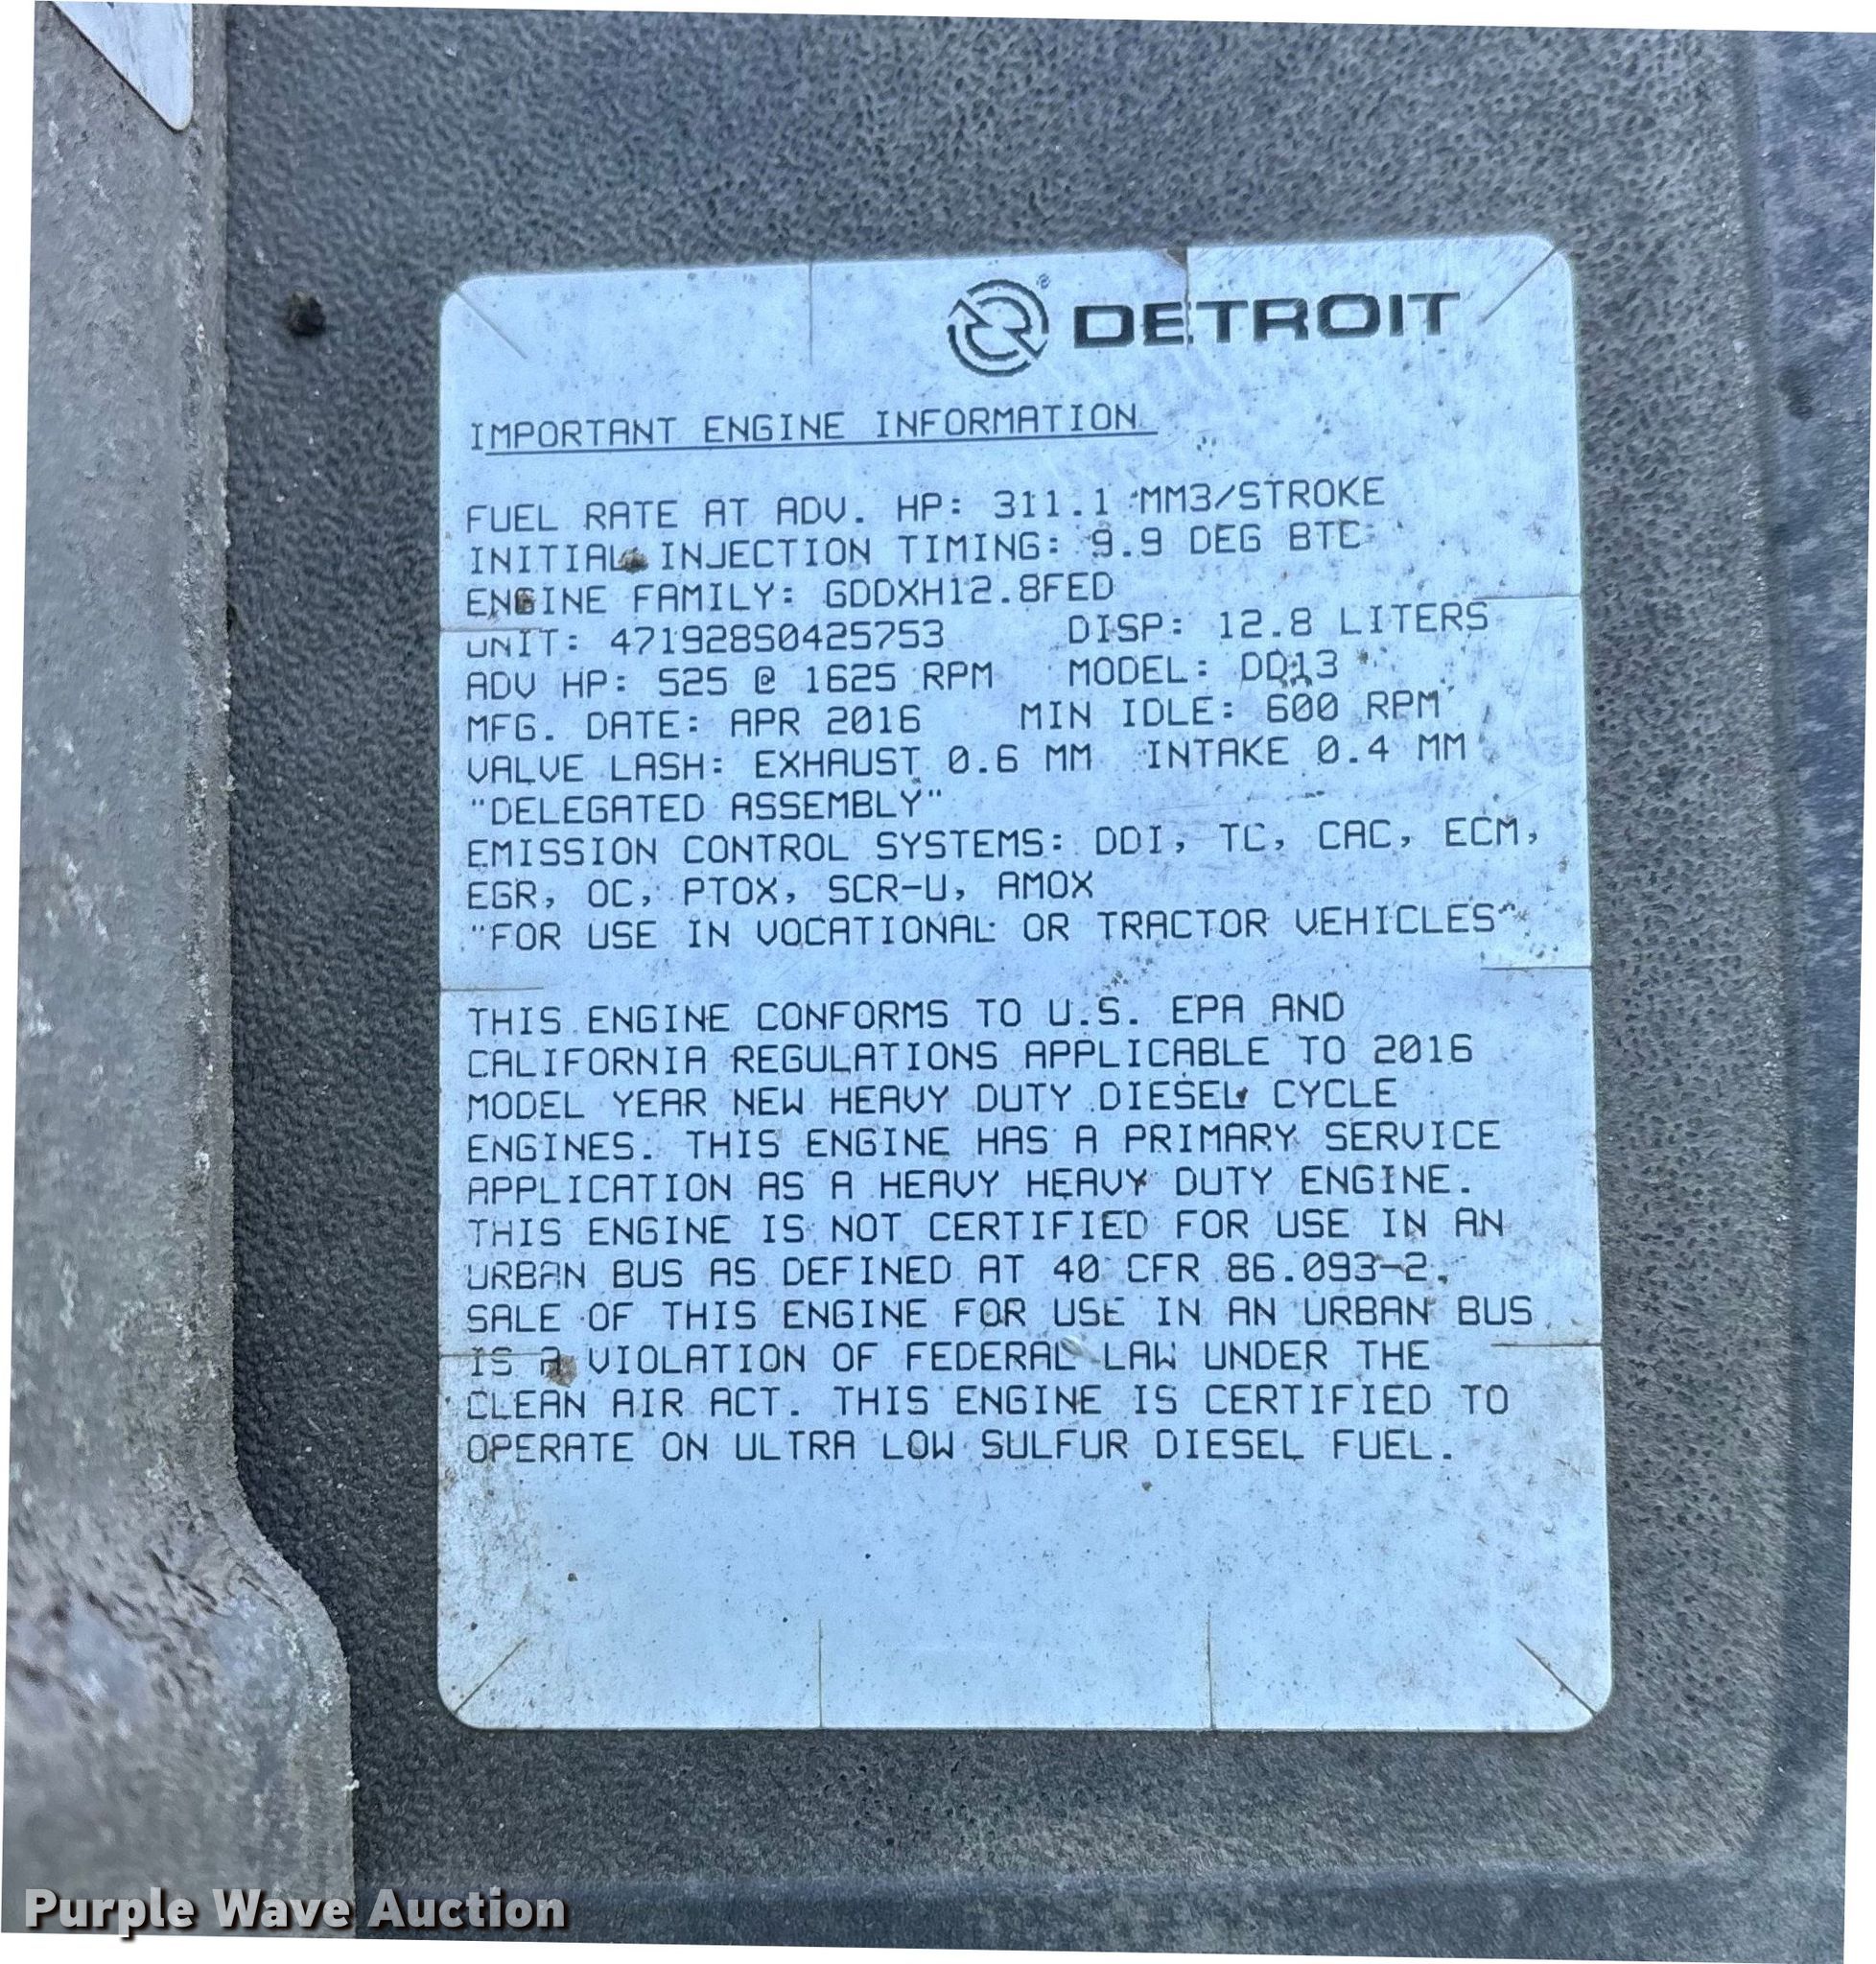 DETROIT
IMPORTANT ENGINE INFORMATION
FUEL RATE AT ADV. HP: 311.1 MM3/STROKE
INITIAL INJECTION TIMING: 9.9 DEG BTC
ENGINE FAMILY: GDDXH12.8FED
UNIT: 471928S0425753 DISP: 12.8 LITERS
ADV HP: 525 @ 1625 RPM MODEL: DD13
MFG. DATE: APR 2016 MIN IDLE: 600 RPM
VALVE LASH: EXHAUST 0.6 MM INTAKE 0.4 MM
"DELEGATED ASSEMBLY"
EMISSION CONTROL SYSTEMS: DDI, TC, CAC, ECM,
EGR, OC, PTOX, SCR-U, AMOX
"FOR USE IN VOCATIONAL OR TRACTOR VEHICLES"
THIS ENGINE CONFORMS TO U.S. EPA AND
CALIFORNIA REGULATIONS APPLICABLE TO 2016
MODEL YEAR NEW HEAVY DUTY DIESEL CYCLE
ENGINES. THIS ENGINE HAS A PRIMARY SERVICE
APPLICATION AS A HEAVY HEAVY DUTY ENGINE.
THIS ENGINE IS NOT CERTIFIED FOR USE IN AN
URBAN BUS AS DEFINED AT 40 CFR 86.093-2.
SALE OF THIS ENGINE FOR USE IN AN URBAN BUS
IS A VIOLATION OF FEDERAL LAW UNDER THE
CLEAN AIR ACT. THIS ENGINE IS CERTIFIED TO
OPERATE ON ULTRA LOW SULFUR DIESEL FUEL.
Purple Wave Auction